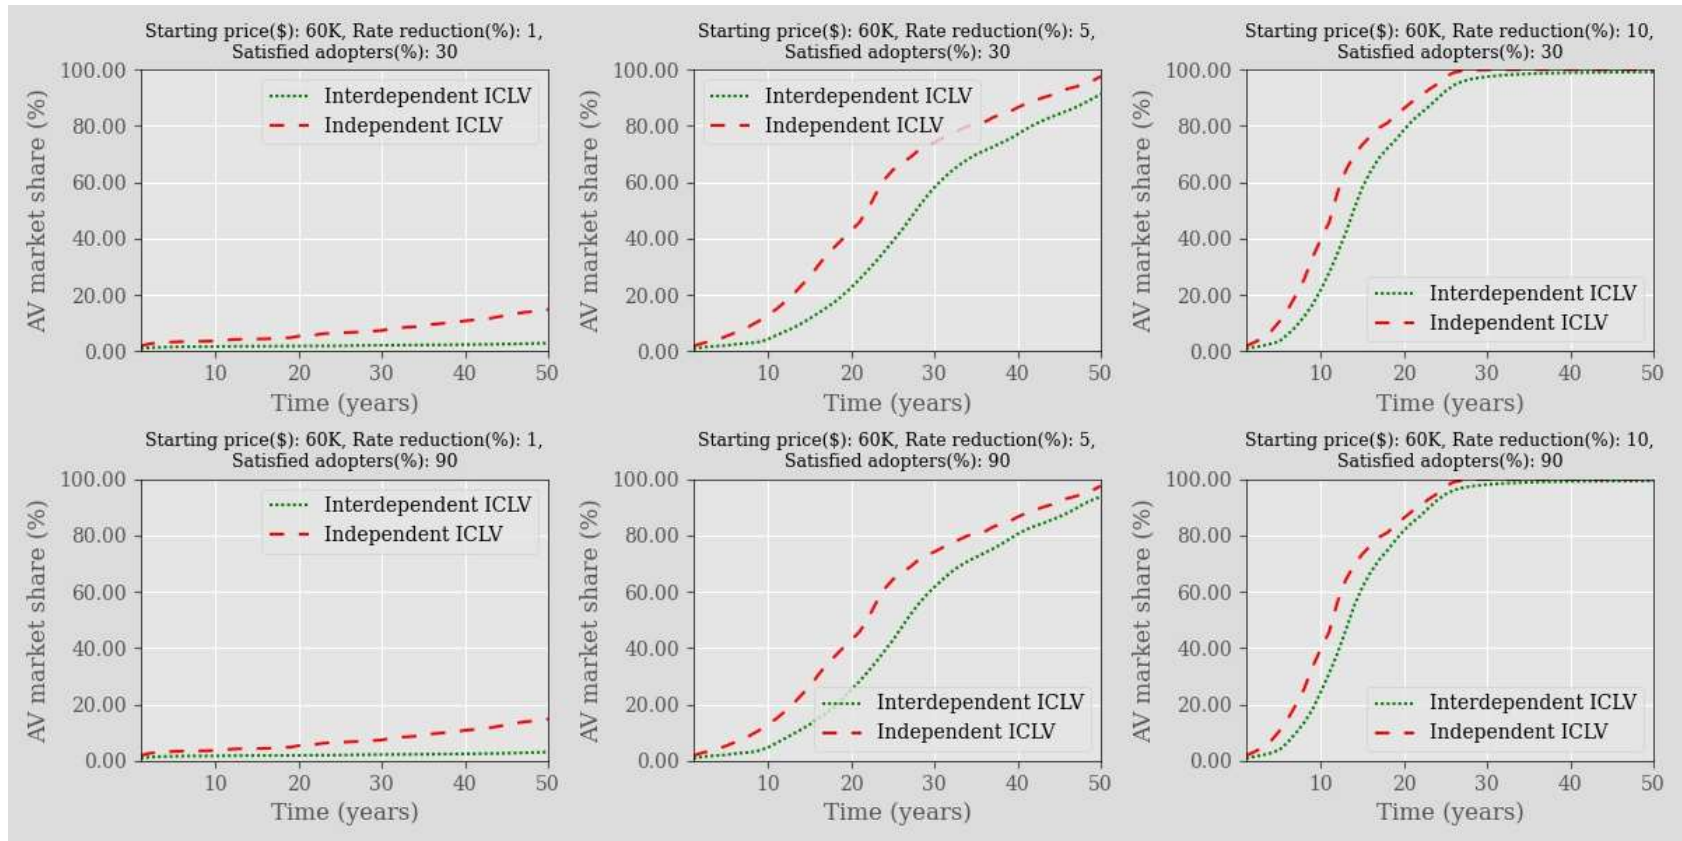 Starting price($): 60K, Rate reduction(%): 1,
Satisfied adopters(%): 30
100.00
80.00
60.00
40.00
20.00
0.00
AV market share (%)
Interdependent ICLV
Independent ICLV
10 20 30 40 50
Time (years)
Starting price($): 60K, Rate reduction(%): 5,
Satisfied adopters(%): 30
100.00
80.00
60.00
40.00
20.00
0.00
AV market share (%)
Interdependent ICLV
Independent ICLV
10 20 30 40 50
Time (years)
Starting price($): 60K, Rate reduction(%): 10,
Satisfied adopters(%): 30
100.00
80.00
60.00
40.00
20.00
0.00
AV market share (%)
Interdependent ICLV
Independent ICLV
10 20 30 40 50
Time (years)
Starting price($): 60K, Rate reduction(%): 1,
Satisfied adopters(%): 90
100.00
80.00
60.00
40.00
20.00
0.00
AV market share (%)
Interdependent ICLV
Independent ICLV
10 20 30 40 50
Time (years)
Starting price($): 60K, Rate reduction(%): 5,
Satisfied adopters(%): 90
100.00
80.00
60.00
40.00
20.00
0.00
AV market share (%)
Interdependent ICLV
Independent ICLV
10 20 30 40 50
Time (years)
Starting price($): 60K, Rate reduction(%): 10,
Satisfied adopters(%): 90
100.00
80.00
60.00
40.00
20.00
0.00
AV market share (%)
Interdependent ICLV
Independent ICLV
10 20 30 40 50
Time (years)